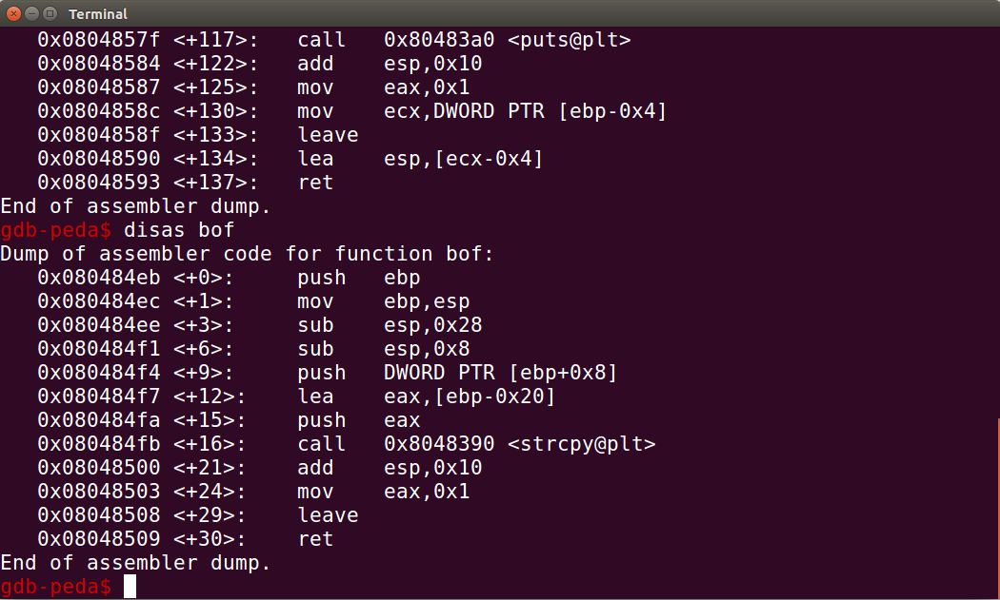 Terminal
   0x0804857f <+117>:   call   0x80483a0 <puts@plt>
   0x08048584 <+122>:   add    esp,0x10
   0x08048587 <+125>:   mov    eax,0x1
   0x0804858c <+130>:   mov    ecx,DWORD PTR [ebp-0x4]
   0x0804858f <+133>:   leave
   0x08048590 <+134>:   lea    esp,[ecx-0x4]
   0x08048593 <+137>:   ret
End of assembler dump.
gdb-peda$ disas bof
Dump of assembler code for function bof:
   0x080484eb <+0>:     push   ebp
   0x080484ec <+1>:     mov    ebp,esp
   0x080484ee <+3>:     sub    esp,0x28
   0x080484f1 <+6>:     sub    esp,0x8
   0x080484f4 <+9>:     push   DWORD PTR [ebp+0x8]
   0x080484f7 <+12>:    lea    eax,[ebp-0x20]
   0x080484fa <+15>:    push   eax
   0x080484fb <+16>:    call   0x8048390 <strcpy@plt>
   0x08048500 <+21>:    add    esp,0x10
   0x08048503 <+24>:    mov    eax,0x1
   0x08048508 <+29>:    leave
   0x08048509 <+30>:    ret
End of assembler dump.
gdb-peda$